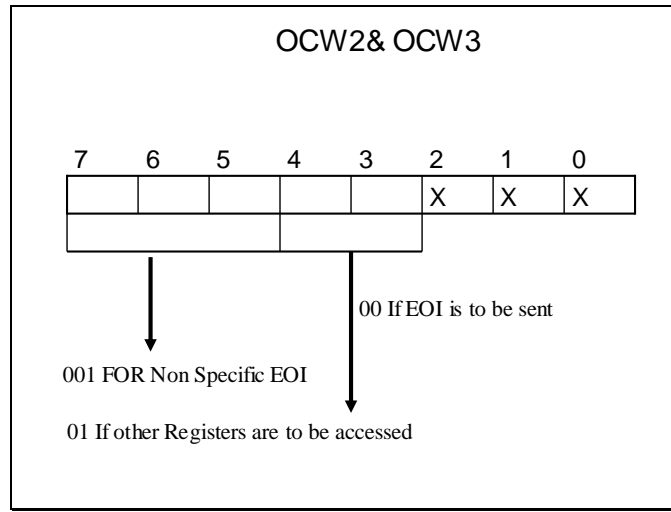 OCW2& OCW3
7 6 5 4 3 2 1 0
X X X
00 If EOI is to be sent
001 FOR Non Specific EOI
01 If other Registers are to be accessed